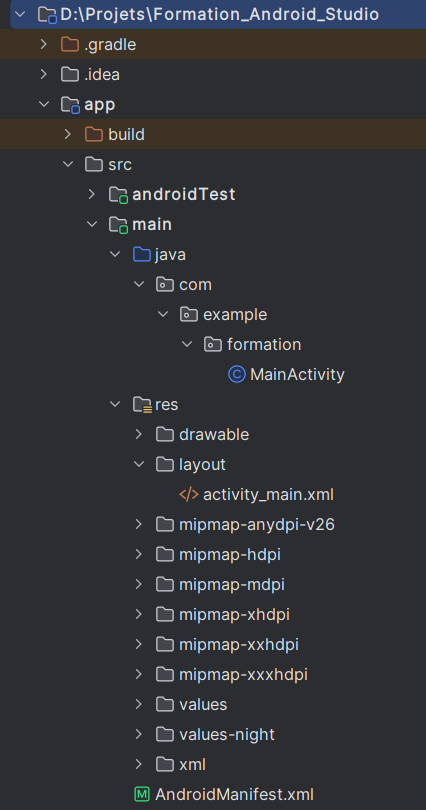 D:\Projets\Formation_Android_Studio
.gradle
.idea
app
build
src
androidTest
main
java
com
example
formation
MainActivity
res
drawable
layout
activity_main.xml
mipmap-anydpi-v26
mipmap-hdpi
mipmap-mdpi
mipmap-xhdpi
mipmap-xxhdpi
mipmap-xxxhdpi
values
values-night
xml
AndroidManifest.xml